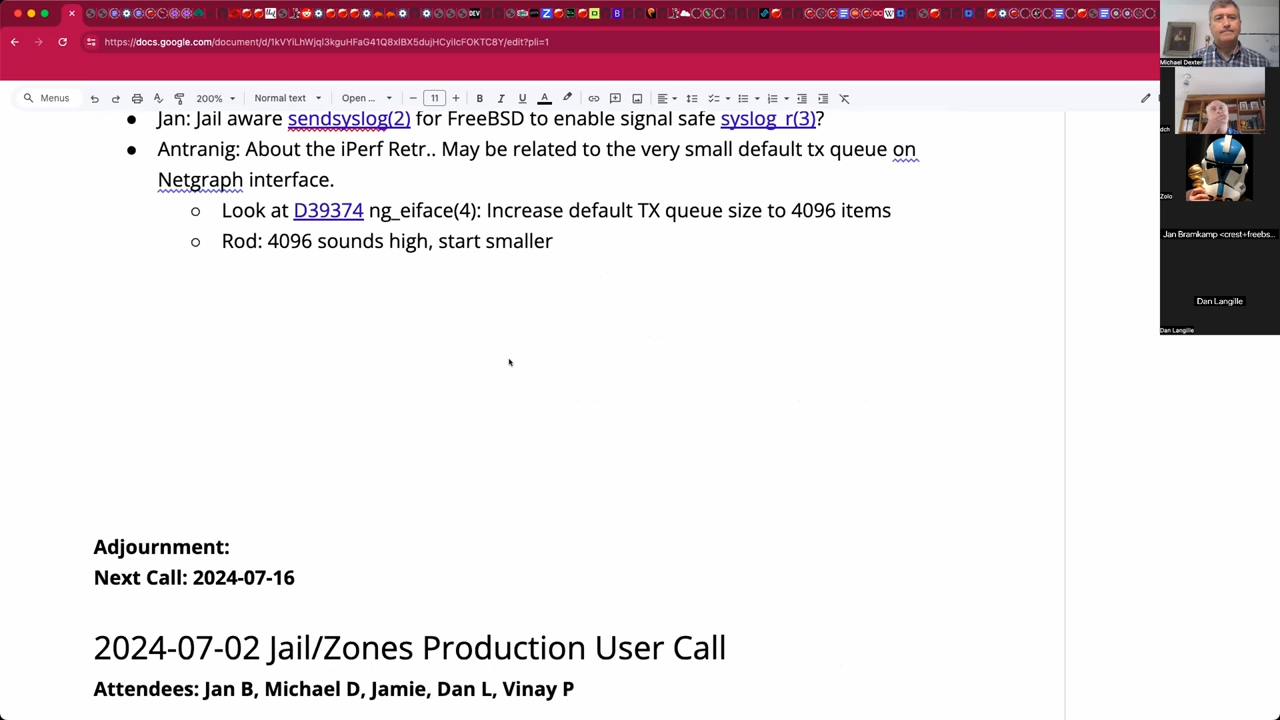 https://docs.google.com/document/d/1kVYiLhWjqI3kguHFaG41Q8xIBX5dujHCyiIcFOKTC8Y/edit?pli=1
Menus 200% Normal text Open ... 11 B I U A
Jan: Jail aware sendsyslog(2) for FreeBSD to enable signal safe syslog_r(3)?
Antranig: About the iPerf Retr.. May be related to the very small default tx queue on
Netgraph interface.
Look at D39374 ng_eiface(4): Increase default TX queue size to 4096 items
Rod: 4096 sounds high, start smaller
Adjournment:
Next Call: 2024-07-16
2024-07-02 Jail/Zones Production User Call
Attendees: Jan B, Michael D, Jamie, Dan L, Vinay P
Michael Dexter
dch
Zolo
Jan Bramkamp <crest+freebs...
Dan Langille
Dan Langille